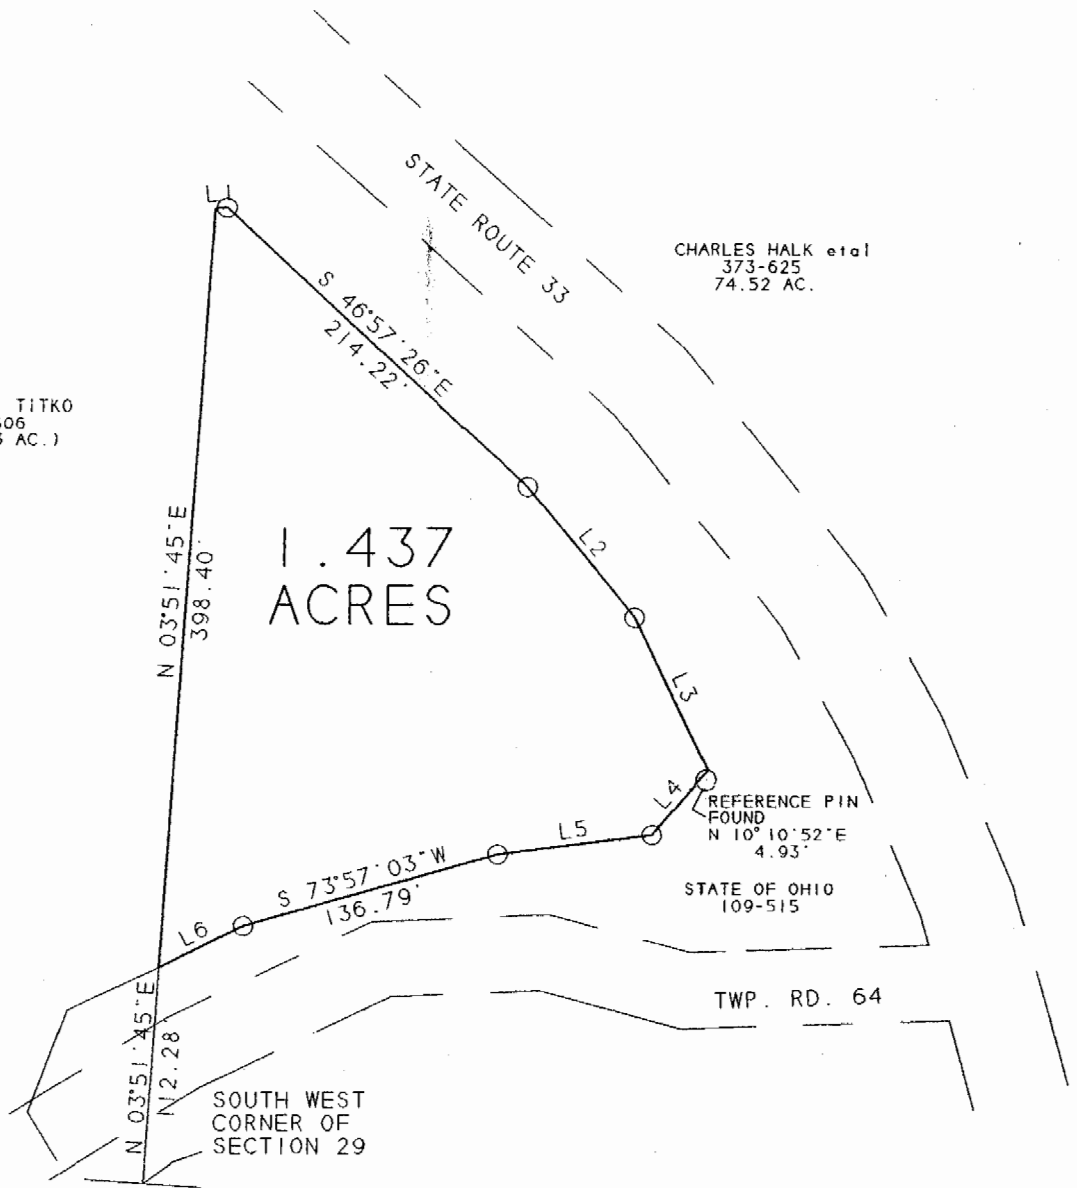 L1
STATE ROUTE 33
CHARLES HALK etal
373-625
74.52 AC.
S 46°57'26"E
214.22'
TITKO
AC.)
N 03°51'45"E
398.40'
1.437
ACRES
L2
L3
L4
REFERENCE PIN
FOUND
N 10°10'52"E
4.93'
L5
S 73°57'03"W
136.79'
L6
STATE OF OHIO
109-515
TWP. RD. 64
N 03°51'45"E
112.28'
SOUTH WEST
CORNER OF
SECTION 29